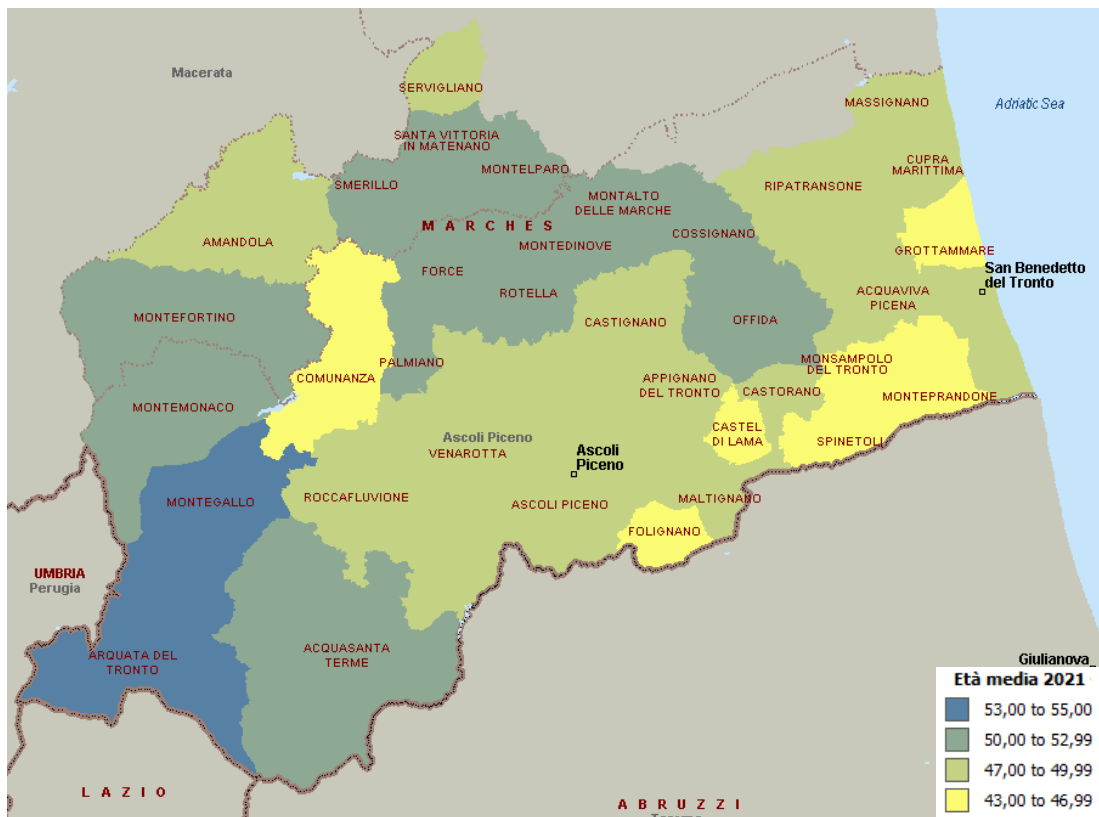 Macerata
SERVIGLIANO
MASSIGNANO
Adriatic Sea
SANTA VITTORIA
IN MATENANO
MONTELPARO
CUPRA
MARITTIMA
SMERILLO
RIPATRANSONE
MONTALTO
DELLE MARCHE
MARCHES
COSSIGNANO
AMANDOLA
MONTEDINOVE
GROTTAMMARE
FORCE
San Benedetto
del Tronto
ROTELLA
ACQUAVIVA
PICENA
MONTEFORTINO
CASTIGNANO
OFFIDA
PALMIANO
MONSAMPOLO
DEL TRONTO
COMUNANZA
APPIGNANO
DEL TRONTO
CASTORANO
MONTEPRANDONE
MONTEMONACO
CASTEL
DI LAMA
SPINETOLI
Ascoli Piceno
VENAROTTA
Ascoli
Piceno
MONTEGALLO
ROCCAFLUVIONE
ASCOLI PICENO
MALTIGNANO
FOLIGNANO
UMBRIA
Perugia
ARQUATA DEL
TRONTO
ACQUASANTA
TERME
Giulianova
Età media 2021
53,00 to 55,00
50,00 to 52,99
47,00 to 49,99
43,00 to 46,99
LAZIO
ABRUZZI